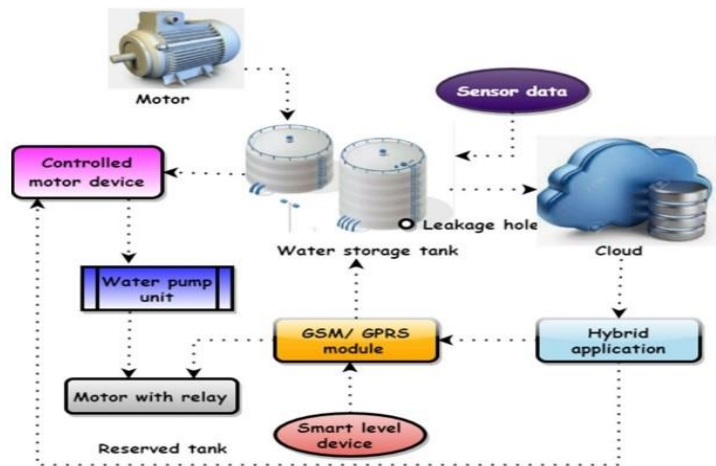 Motor
Sensor data
Controlled
motor device
Leakage hole
Water storage tank
Cloud
Water pump
unit
GSM/ GPRS
module
Hybrid
application
Motor with relay
Smart level
device
Reserved tank